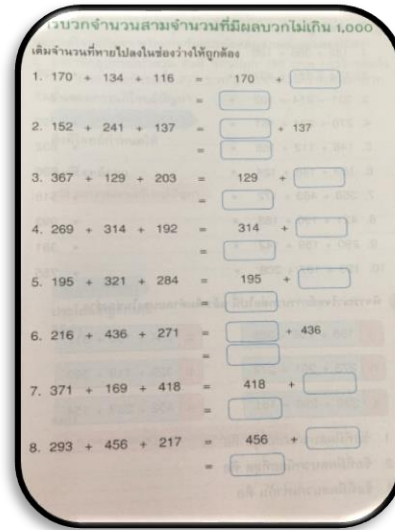 บวกจำนวนสามจำนวนที่มีผลบวกไม่เกิน 1,000
เติมจำนวนที่หายไปลงในช่องว่างให้ถูกต้อง
1. 170 + 134 + 116 = 170 +
=
2. 152 + 241 + 137 = + 137
=
3. 367 + 129 + 203 = 129 +
=
4. 269 + 314 + 192 = 314 +
=
5. 195 + 321 + 284 = 195 +
=
6. 216 + 436 + 271 = + 436
=
7. 371 + 169 + 418 = 418 +
=
8. 293 + 456 + 217 = 456 +
=